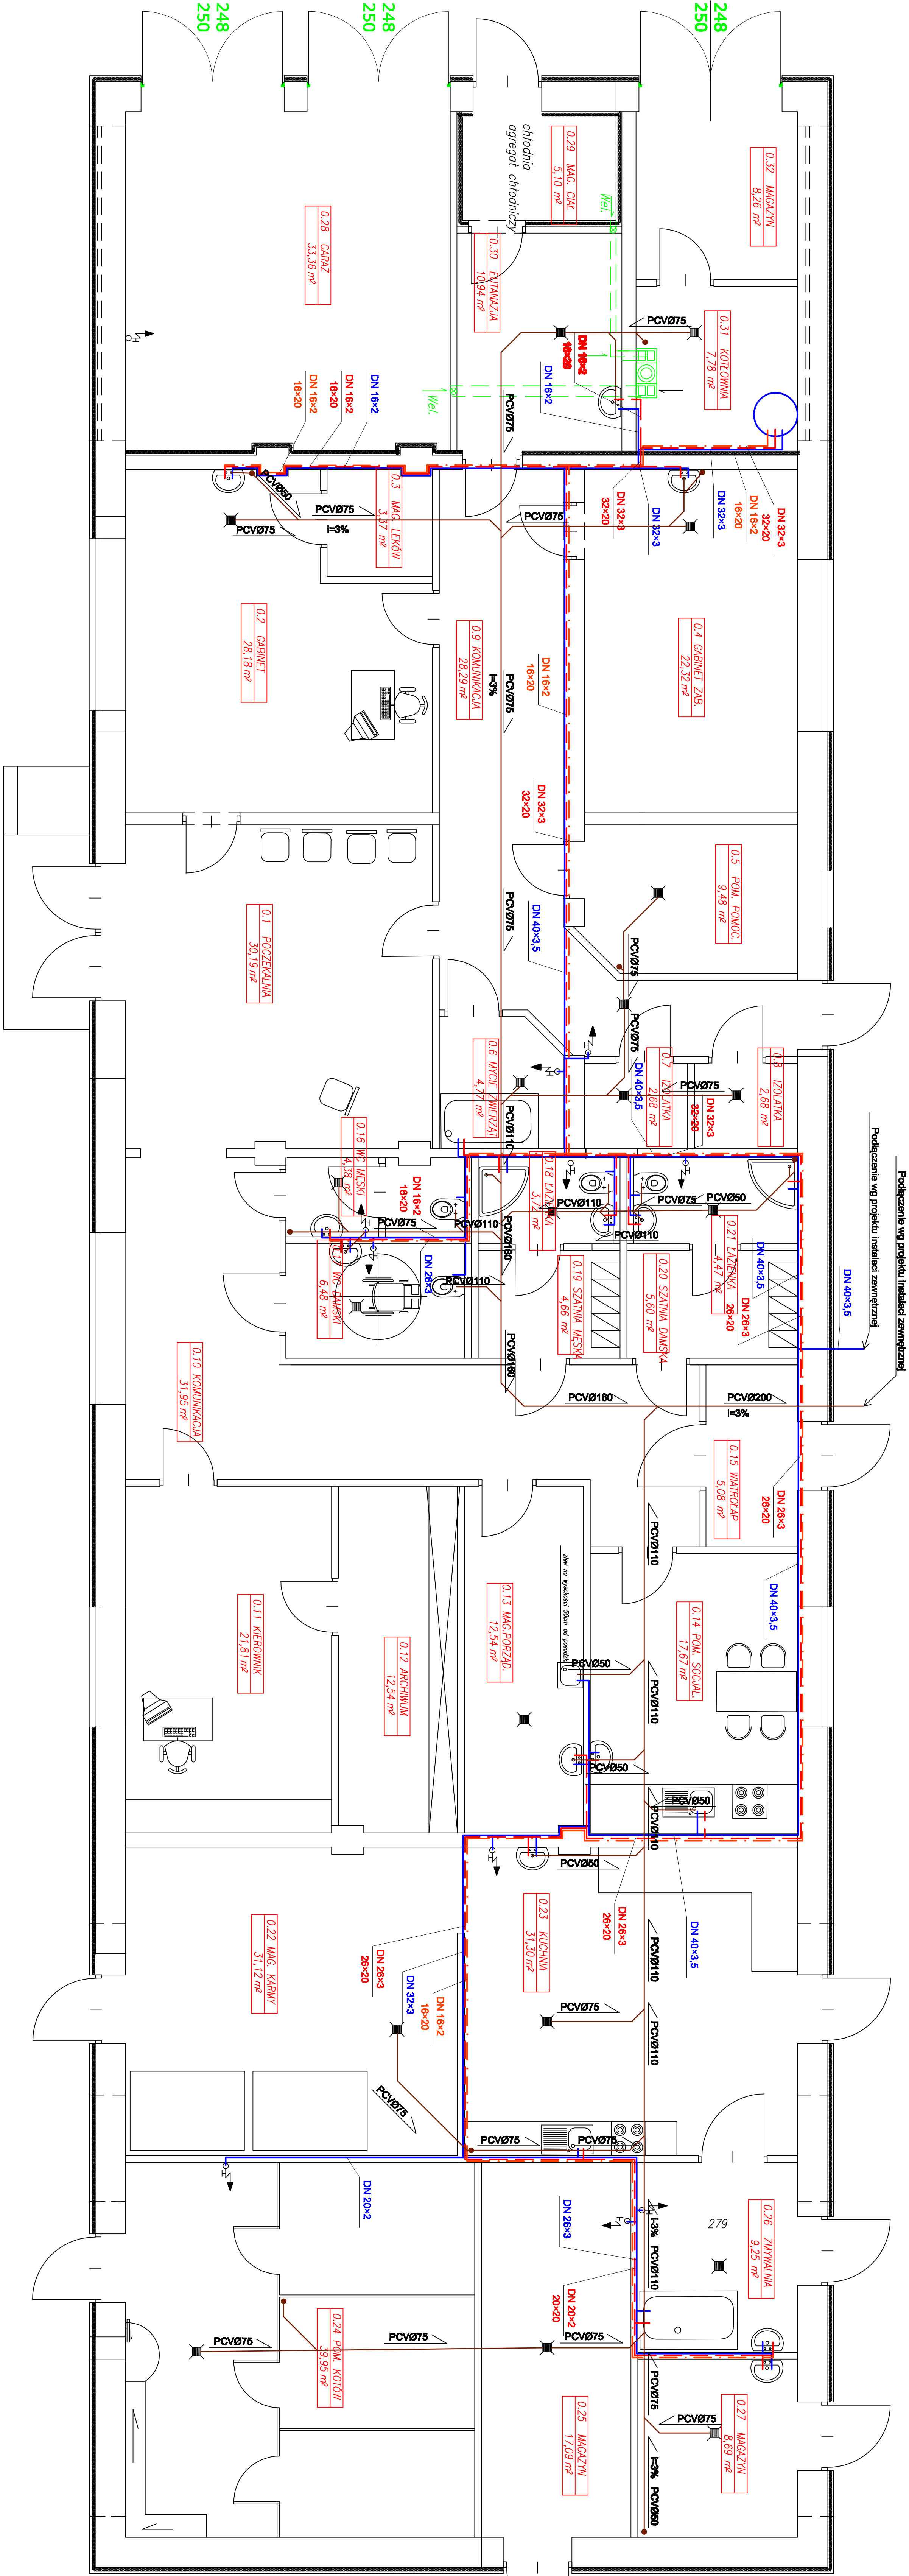 248
250
248
250
248
250
0.32 MAGAZYN
8,26 m²
0.29 MAG. CIAŁ
5,10 m²
chłodnia
agregat chłodniczy
Wel.
0.28 GARAŻ
33,36 m²
0.30 EUTANAZJA
10,94 m²
0.31 KOTŁOWNIA
7,78 m²
PCVØ75
DN 16×2
16×20
DN 16×2
Wel.
PCVØ75
DN 16×2
DN 16×2
16×20
DN 16×2
16×20
DN 32×3
32×20
DN 16×2
16×20
DN 32×3
DN 32×3
DN 32×3
32×20
PCVØ50
PCVØ75
i=3%
PCVØ75
PCVØ75
0.3 MAG. LEKÓW
3,37 m²
0.2 GABINET
28,18 m²
0.9 KOMUNIKACJA
28,29 m²
0.4 GABINET ZAB.
22,32 m²
PCVØ75
i=3%
DN 16×2
16×20
DN 32×3
32×20
0.5 POM. POMOC.
9,48 m²
0.1 POCZEKALNIA
30,19 m²
PCVØ75
DN 40×3,5
PCVØ75
PCVØ75
0.6 MYCIE ZWIERZĄT
4,77 m²
0.7 IZOLATKA
2,68 m²
0.8 IZOLATKA
2,68 m²
DN 40×3,5
PCVØ75
DN 32×3
32×20
PCVØ110
0.16 WC MĘSKI
4,38 m²
DN 16×2
16×20
PCVØ75
PCVØ110
PCVØ160
0.18 ŁAZIENKA
PCVØ110
PCVØ75
PCVØ50
PCVØ110
0.21 ŁAZIENKA
4,47 m²
WC DAMSKI
6,48 m²
DN 26×3
PCVØ110
0.19 SZATNIA MĘSKA
4,66 m²
0.20 SZATNIA DAMSKA
5,60 m²
DN 40×3,5
DN 26×3
26×20
DN 40×3,5
Podłączenie wg projektu instalacji zewnętrznej
Podłączenie wg projektu instalacji zewnętrznej
0.10 KOMUNIKACJA
31,95 m²
PCVØ160
PCVØ160
PCVØ200
i=3%
0.15 WIATROŁAP
5,08 m²
DN 26×3
26×20
PCVØ110
DN 40×3,5
0.11 KIEROWNIK
21,81 m²
0.12 ARCHIWUM
12,54 m²
0.13 MAG.PORZĄD.
12,54 m²
zlew na wysokości 50cm od posadzki
0.14 POM. SOCJAL.
17,67 m²
PCVØ50
PCVØ110
PCVØ50
PCVØ50
PCVØ110
PCVØ50
DN 26×3
26×20
DN 40×3,5
0.22 MAG. KARMY
31,12 m²
0.23 KUCHNIA
31,30 m²
PCVØ110
DN 26×3
26×20
DN 32×3
DN 16×2
16×20
PCVØ75
PCVØ110
PCVØ75
PCVØ75
PCVØ75
DN 20×2
DN 26×3
DN 20×2
20×20
i-3% PCVØ110
279
0.26 ZMYWALNIA
9,25 m²
0.24 POM. KOTÓW
39,95 m²
PCVØ75
PCVØ75
PCVØ75
PCVØ75
PCVØ75
0.25 MAGAZYN
17,09 m²
0.27 MAGAZYN
8,69 m²
i=3% PCVØ50